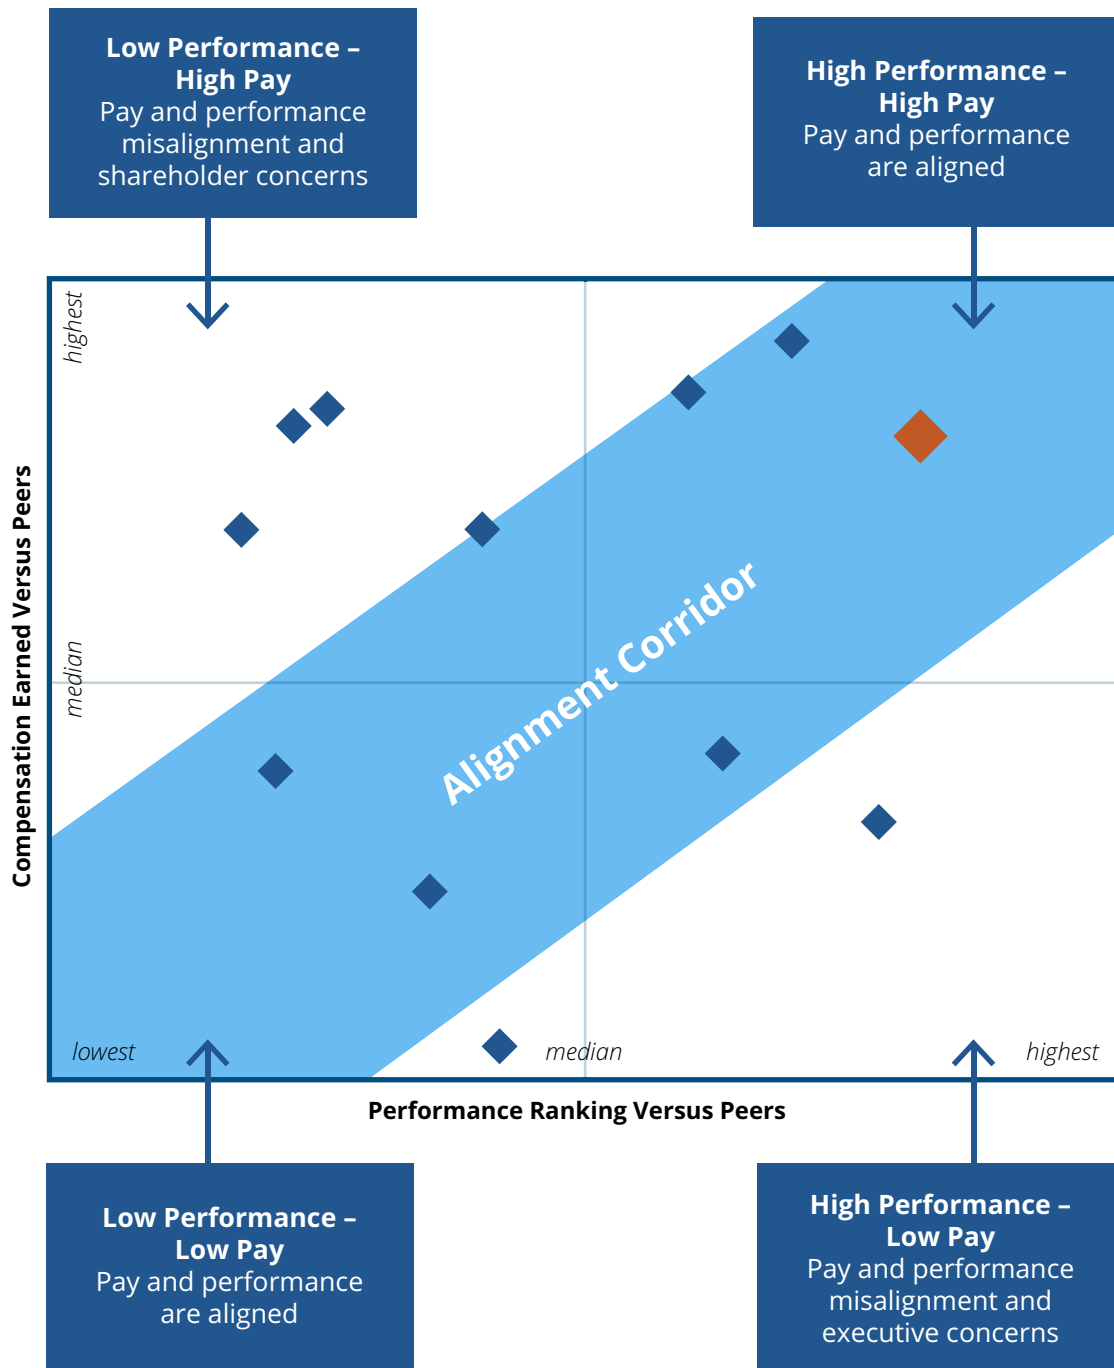 Low Performance –
High Pay
Pay and performance
misalignment and
shareholder concerns
High Performance –
High Pay
Pay and performance
are aligned
highest
median
Compensation Earned Versus Peers
Alignment Corridor
lowest
median
highest
Performance Ranking Versus Peers
Low Performance –
Low Pay
Pay and performance
are aligned
High Performance –
Low Pay
Pay and performance
misalignment and
executive concerns